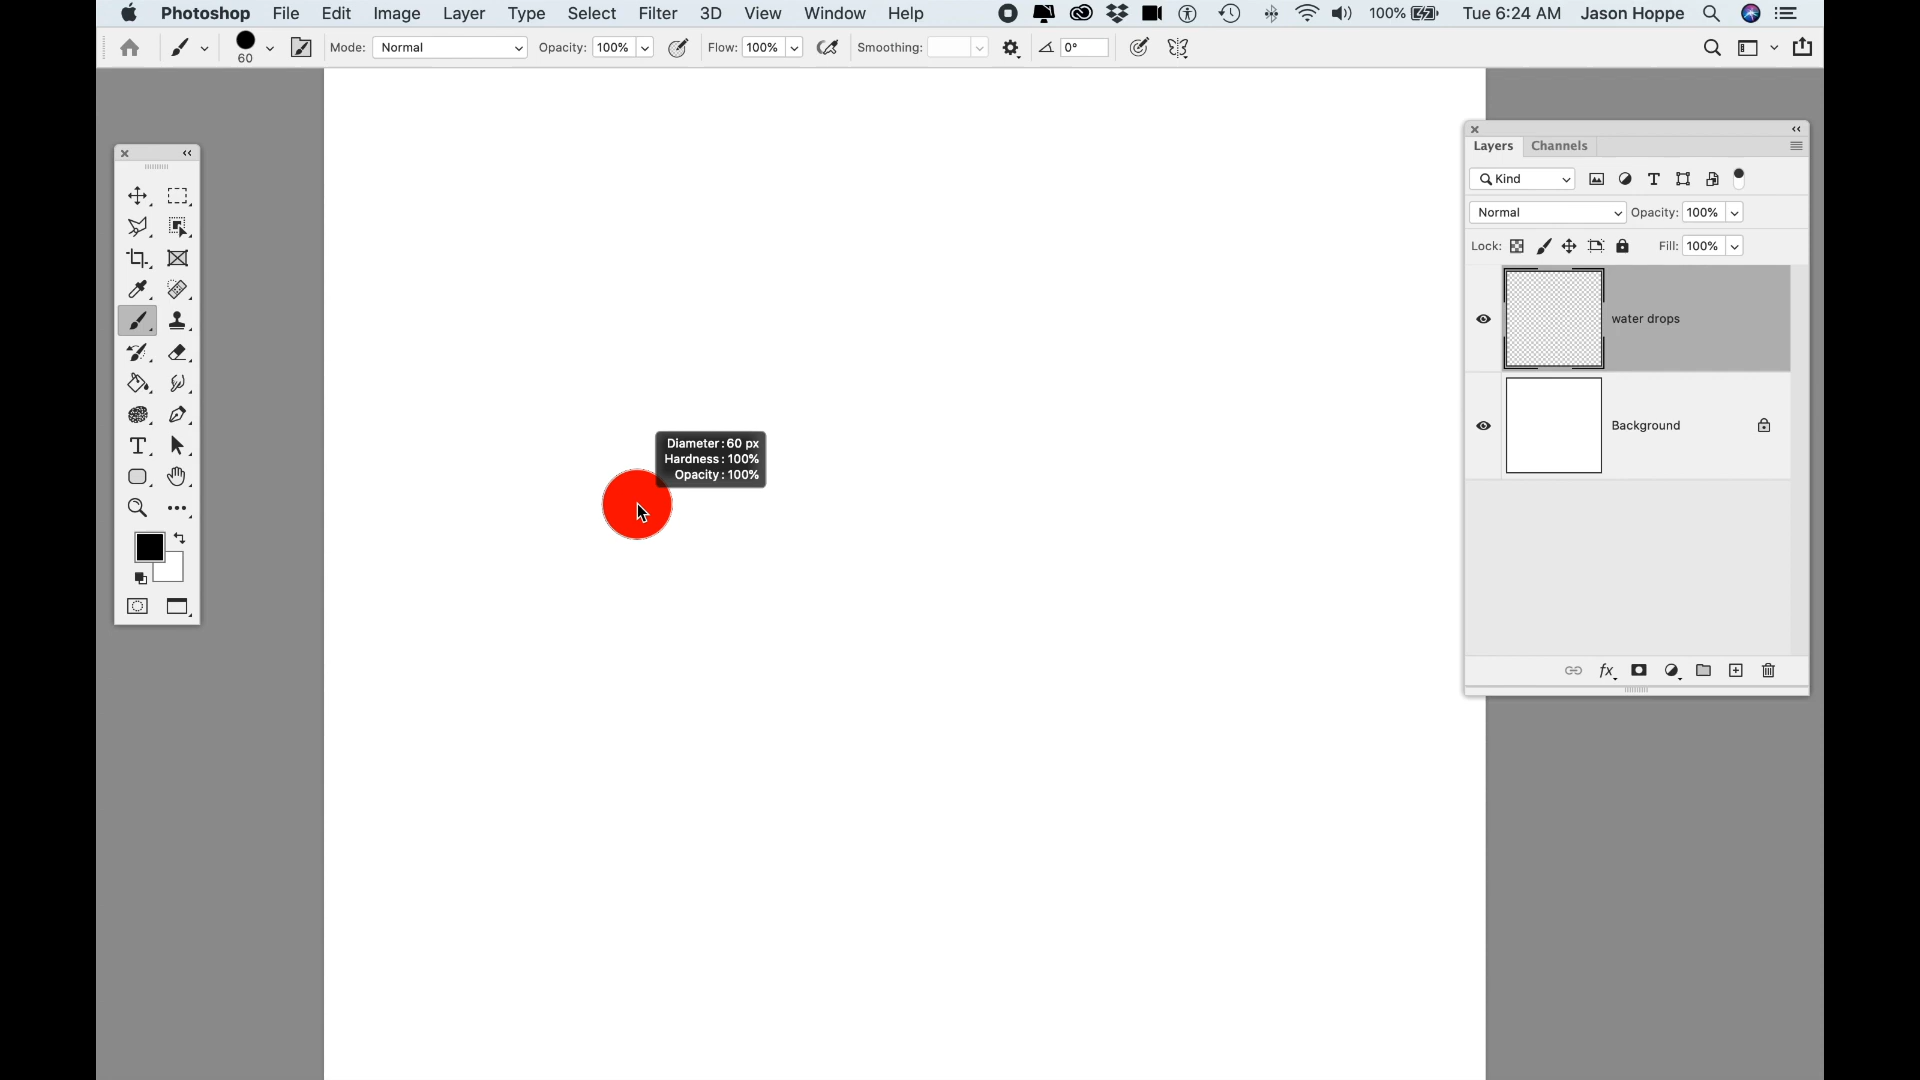 Photoshop File Edit Image Layer Type Select Filter 3D View Window Help 100% Tue 6:24 AM Jason Hoppe
60 Mode: Normal Opacity: 100% Flow: 100% Smoothing: 0°
Layers Channels
Kind
Normal Opacity: 100%
Lock: Fill: 100%
water drops
Background
Diameter: 60 px
Hardness: 100%
Opacity: 100%